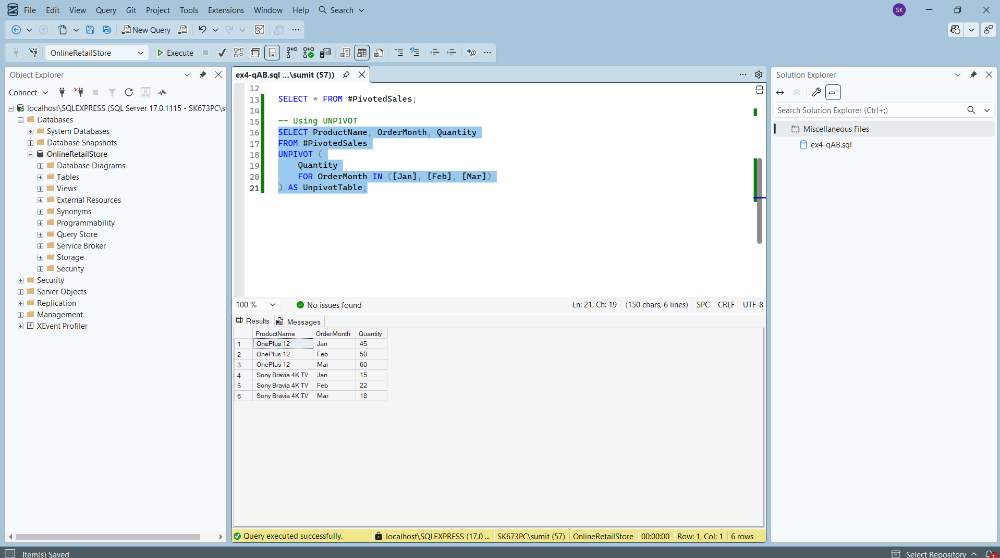 File Edit View Query Git Project Tools Extensions Window Help Search SK
New Query
OnlineRetailStore Execute
Object Explorer
Connect
localhost\SQLEXPRESS (SQL Server 17.0.1115 - SK673PC\su
Databases
System Databases
Database Snapshots
OnlineRetailStore
Database Diagrams
Tables
Views
External Resources
Synonyms
Programmability
Query Store
Service Broker
Storage
Security
Security
Server Objects
Replication
Management
XEvent Profiler
ex4-qAB.sql ...\sumit (57))
12
13 SELECT * FROM #PivotedSales;
14
15 -- Using UNPIVOT
16 SELECT ProductName, OrderMonth, Quantity
17 FROM #PivotedSales
18 UNPIVOT (
19 Quantity
20 FOR OrderMonth IN ([Jan], [Feb], [Mar])
21 ) AS UnpivotTable;
100 % No issues found Ln: 21, Ch: 19 (150 chars, 6 lines) SPC CRLF UTF-8
Results Messages
ProductName OrderMonth Quantity
1 OnePlus 12 Jan 45
2 OnePlus 12 Feb 50
3 OnePlus 12 Mar 60
4 Sony Bravia 4K TV Jan 15
5 Sony Bravia 4K TV Feb 22
6 Sony Bravia 4K TV Mar 18
Query executed successfully. localhost\SQLEXPRESS (17.0 ... SK673PC\sumit (57) OnlineRetailStore 00:00:00 Row: 1, Col: 1 6 rows
Solution Explorer
Search Solution Explorer (Ctrl+;)
Miscellaneous Files
ex4-qAB.sql
Item(s) Saved Select Repository 1